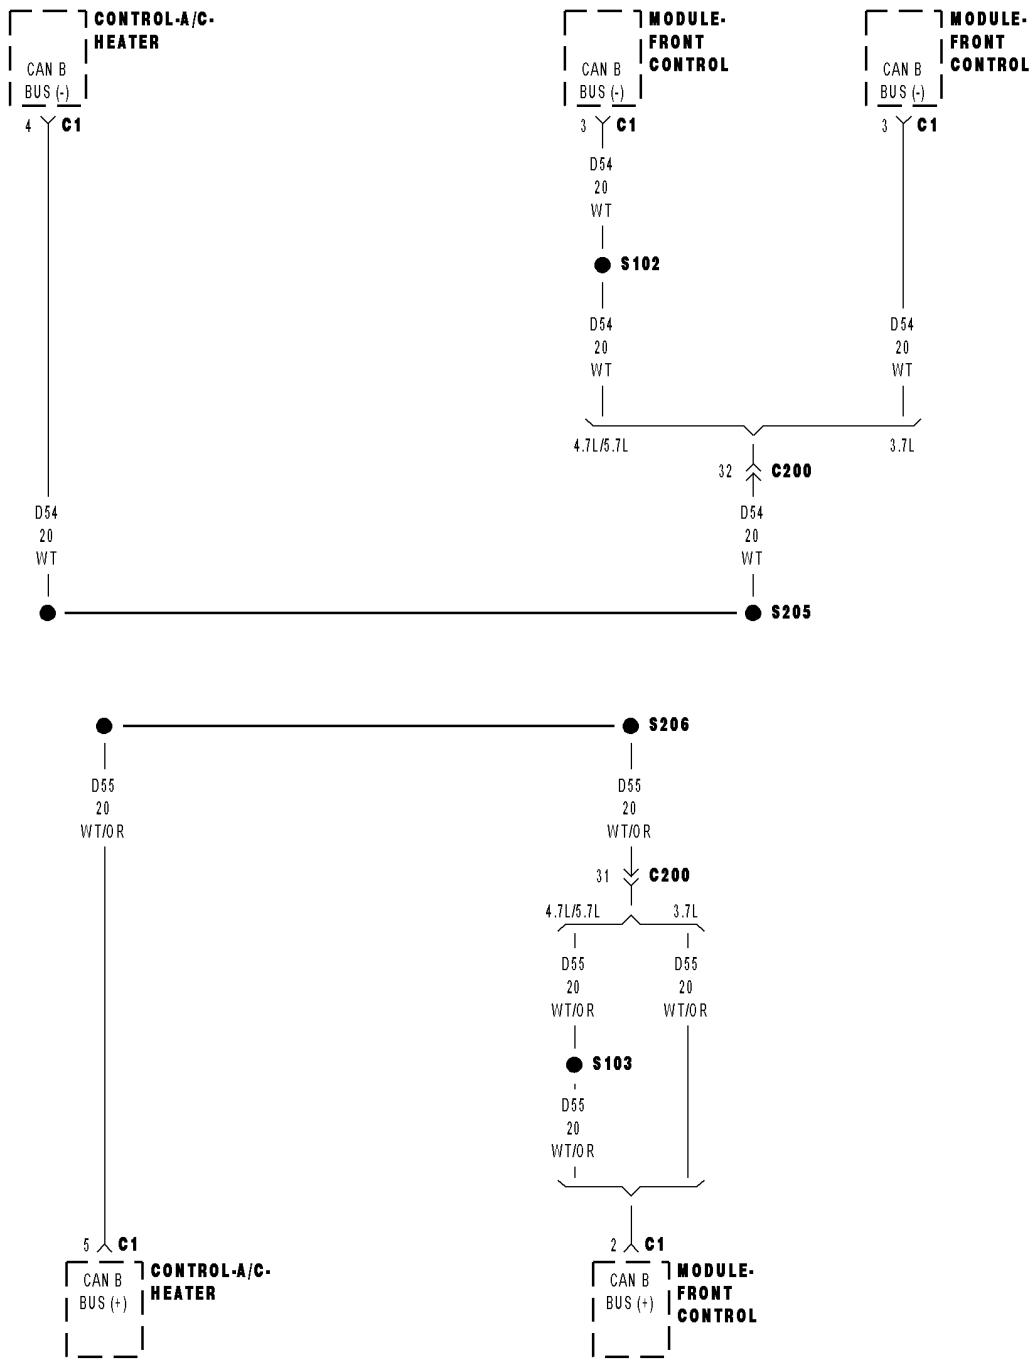 CONTROL-A/C-
HEATER
CAN B
BUS (-)
4 C1
MODULE-
FRONT
CONTROL
CAN B
BUS (-)
3 C1
MODULE-
FRONT
CONTROL
CAN B
BUS (-)
3 C1
D54
20
WT
S102
D54
20
WT
D54
20
WT
4.7L/5.7L
3.7L
32 C200
D54
20
WT
D54
20
WT
S205
S206
D55
20
WT/OR
D55
20
WT/OR
31 C200
4.7L/5.7L
3.7L
D55
20
WT/OR
D55
20
WT/OR
S103
D55
20
WT/OR
5 C1
CONTROL-A/C-
HEATER
CAN B
BUS (+)
2 C1
MODULE-
FRONT
CONTROL
CAN B
BUS (+)